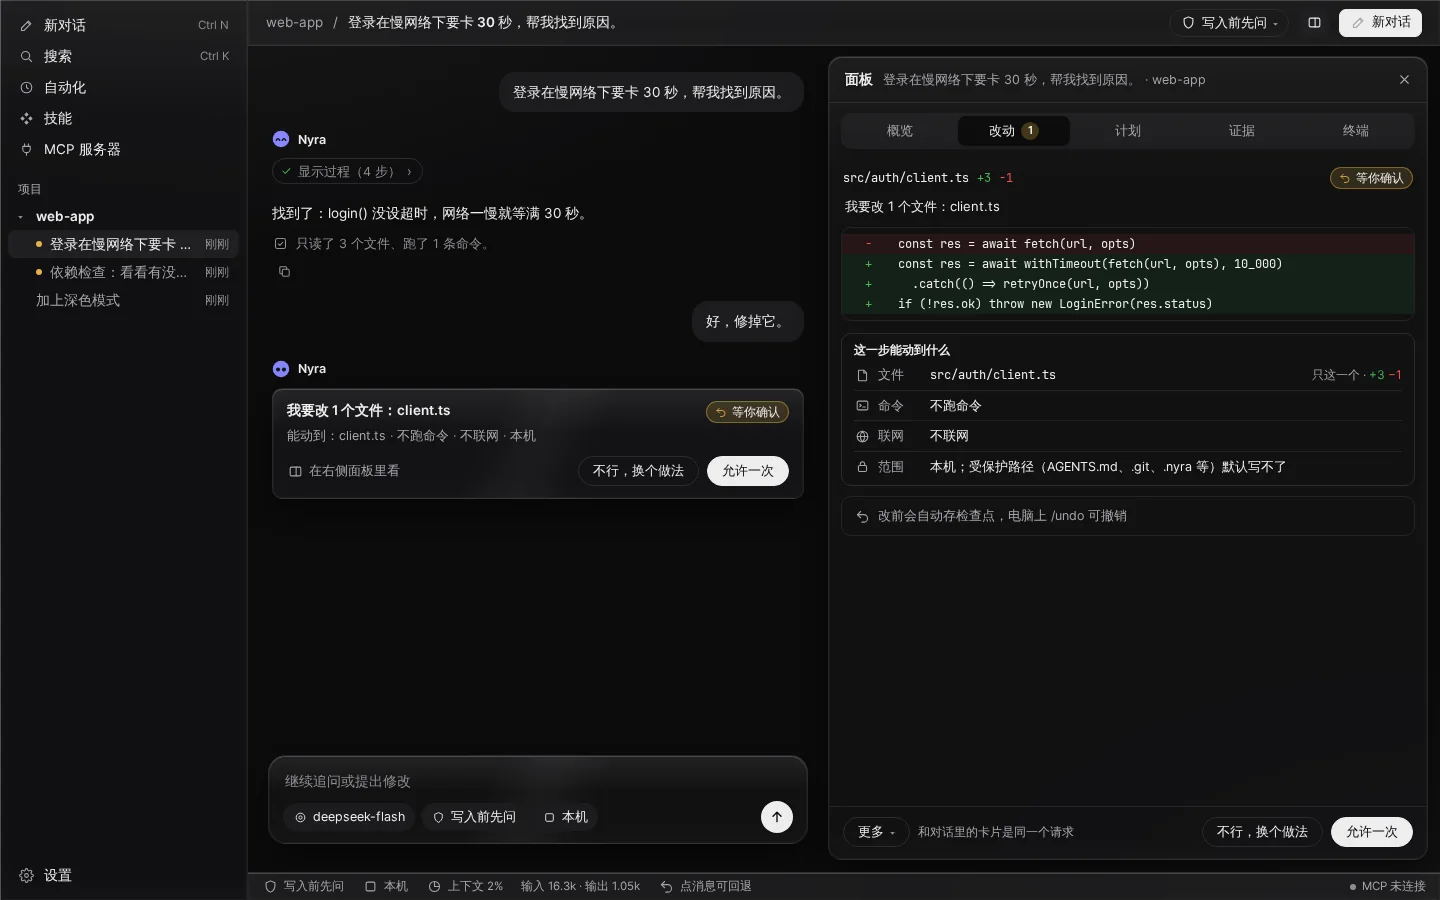 新对话 Ctrl N
搜索 Ctrl K
自动化
技能
MCP 服务器
项目
web-app
登录在慢网络下要卡 ... 刚刚
依赖检查：看看有没... 刚刚
加上深色模式 刚刚
设置
web-app / 登录在慢网络下要卡 30 秒，帮我找到原因。
写入前先问
新对话
登录在慢网络下要卡 30 秒，帮我找到原因。
Nyra
显示过程（4 步） ›
找到了：login() 没设超时，网络一慢就等满 30 秒。
只读了 3 个文件、跑了 1 条命令。
好，修掉它。
Nyra
我要改 1 个文件：client.ts 等你确认
能动到：client.ts · 不跑命令 · 不联网 · 本机
在右侧面板里看 不行，换个做法 允许一次
继续追问或提出修改
deepseek-flash 写入前先问 本机
面板 登录在慢网络下要卡 30 秒，帮我找到原因。 · web-app
概览 改动 1 计划 证据 终端
src/auth/client.ts +3 -1 等你确认
我要改 1 个文件：client.ts
- const res = await fetch(url, opts)
+ const res = await withTimeout(fetch(url, opts), 10_000)
+ .catch(() => retryOnce(url, opts))
+ if (!res.ok) throw new LoginError(res.status)
这一步能动到什么
文件 src/auth/client.ts 只这一个 · +3 −1
命令 不跑命令
联网 不联网
范围 本机；受保护路径（AGENTS.md、.git、.nyra 等）默认写不了
改前会自动存检查点，电脑上 /undo 可撤销
更多 和对话里的卡片是同一个请求 不行，换个做法 允许一次
写入前先问 本机 上下文 2% 输入 16.3k · 输出 1.05k 点消息可回退 MCP 未连接